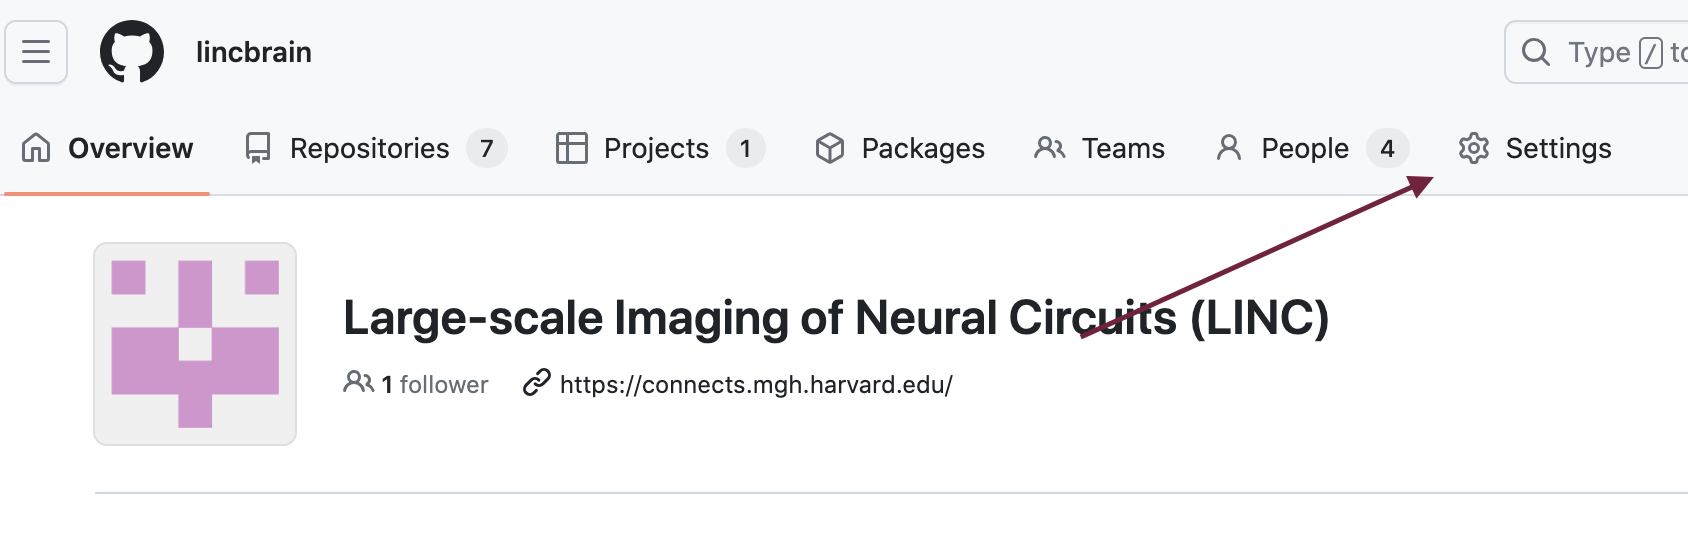 lincbrain
Type / to
Overview Repositories 7 Projects 1 Packages Teams People 4 Settings
Large-scale Imaging of Neural Circuits (LINC)
1 follower https://connects.mgh.harvard.edu/